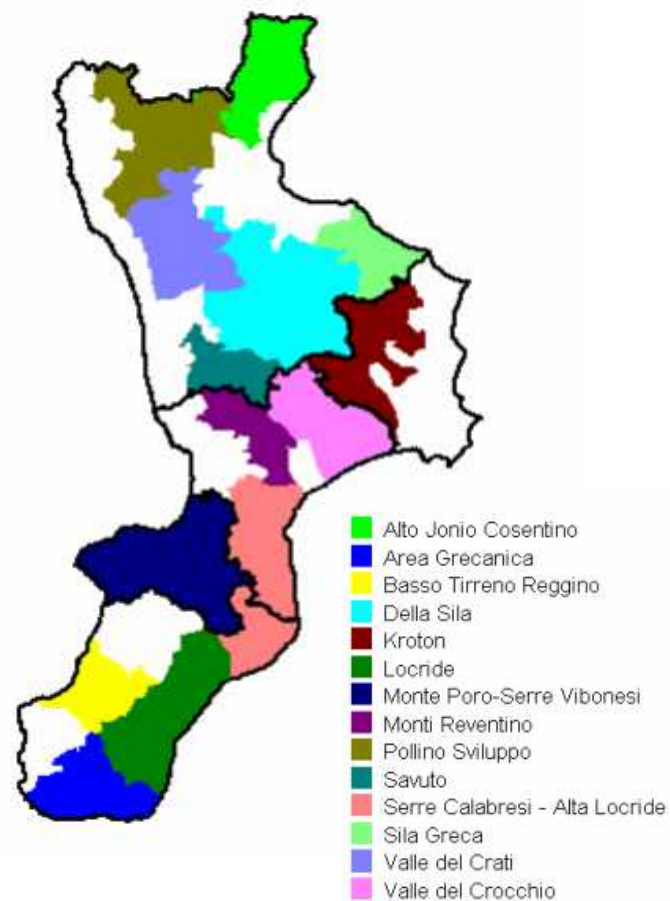 Alto Jonio Cosentino
Area Grecanica
Basso Tirreno Reggino
Della Sila
Kroton
Locride
Monte Poro-Serre Vibonesi
Monti Reventino
Pollino Sviluppo
Savuto
Serre Calabresi - Alta Locride
Sila Greca
Valle del Crati
Valle del Crocchio